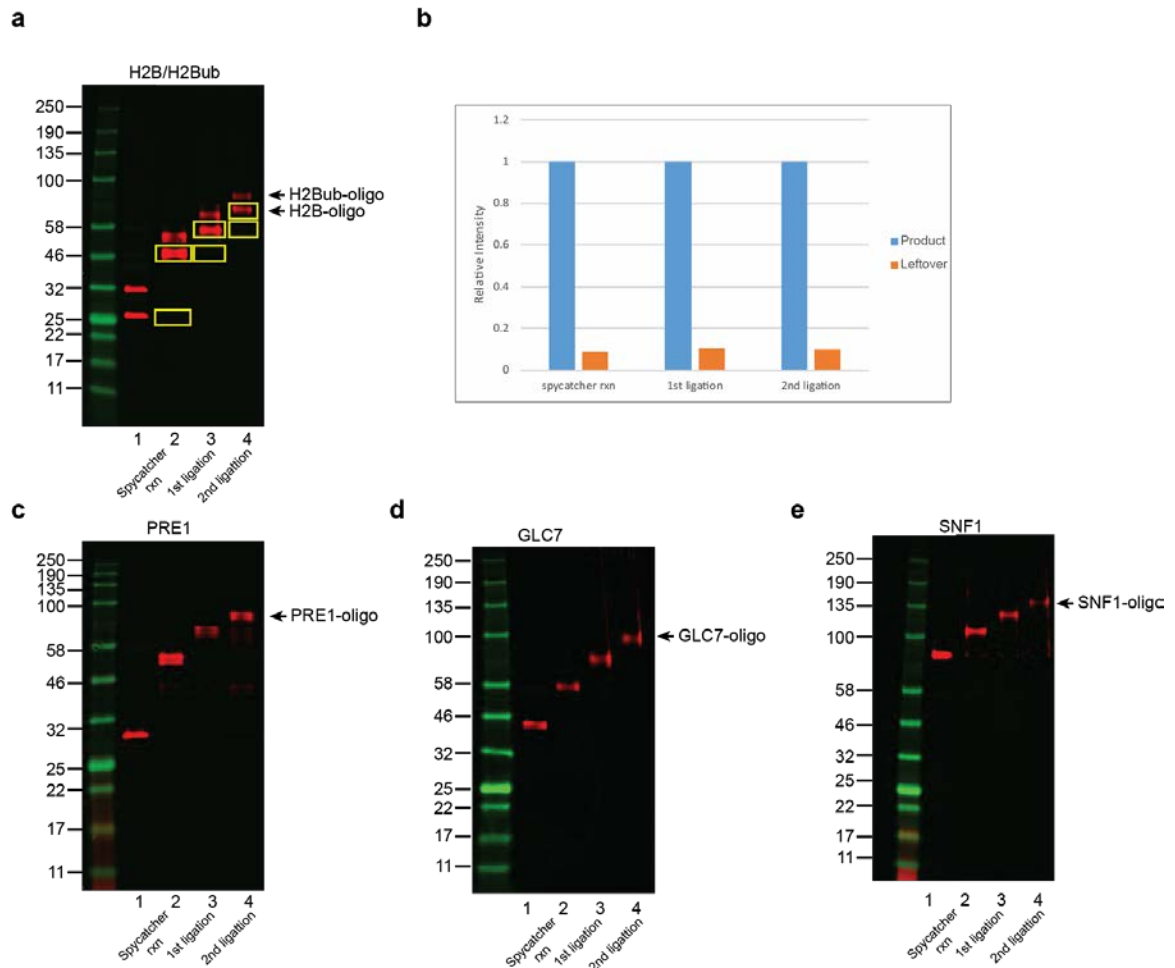 a
H2B/H2Bub
250
190
135
100
58
46
32
25
22
17
11
H2Bub-oligo
H2B-oligo
1 2 3 4
Spycatcher
rxn
1st ligation
2nd ligattion
b
1.2
1
0.8
0.6
0.4
0.2
0
Relative Intensity
spycatcher rxn 1st ligation 2nd ligation
Product
Leftover
c
PRE1
250
190
135
100
58
46
32
25
22
17
11
PRE1-oligo
1 2 3 4
Spycatcher
rxn
1st ligation
2nd ligattion
d
GLC7
250
190
135
100
58
46
32
25
22
17
11
GLC7-oligo
1 2 3 4
Spycatcher
rxn
1st ligation
2nd ligattion
e
SNF1
250
190
135
100
58
46
32
25
22
17
11
SNF1-oligo
1 2 3 4
Spycatcher
rxn
1st ligation
2nd ligattion